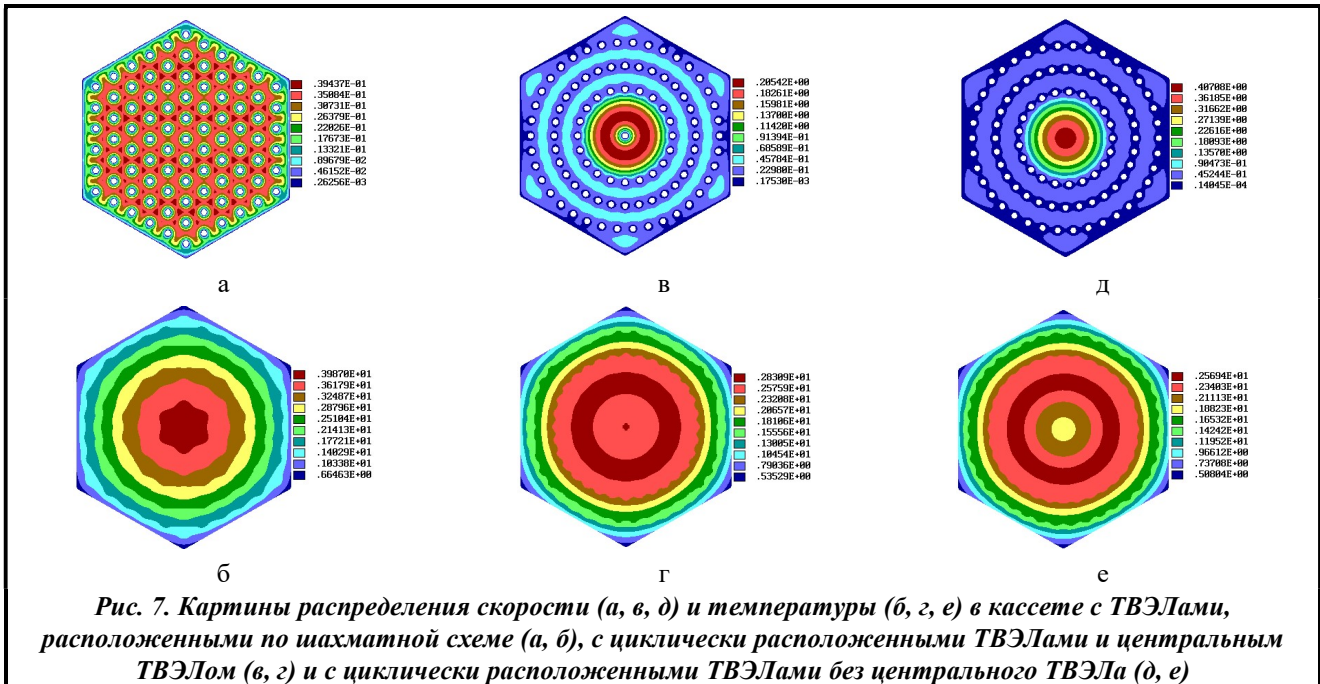 .39437E-01
.35084E-01
.30731E-01
.26379E-01
.22026E-01
.17673E-01
.13321E-01
.89679E-02
.46152E-02
.26256E-03
а
.20542E+00
.18261E+00
.15981E+00
.13700E+00
.11420E+00
.91394E-01
.68589E-01
.45784E-01
.22980E-01
.17530E-03
в
.40708E+00
.36185E+00
.31662E+00
.27139E+00
.22616E+00
.18093E+00
.13570E+00
.90473E-01
.45244E-01
.14045E-04
д
.39870E+01
.36179E+01
.32487E+01
.28796E+01
.25104E+01
.21413E+01
.17721E+01
.14029E+01
.10338E+01
.66463E+00
б
.28309E+01
.25759E+01
.23208E+01
.20657E+01
.18106E+01
.15556E+01
.13005E+01
.10454E+01
.79036E+00
.53529E+00
г
.25694E+01
.23403E+01
.21113E+01
.18823E+01
.16532E+01
.14242E+01
.11952E+01
.96612E+00
.73708E+00
.50804E+00
е
Рис. 7. Картины распределения скорости (а, в, д) и температуры (б, г, е) в кассете с ТВЭЛами,
расположенными по шахматной схеме (а, б), с циклически расположенными ТВЭЛами и центральным
ТВЭЛом (в, г) и с циклически расположенными ТВЭЛами без центрального ТВЭЛа (д, е)